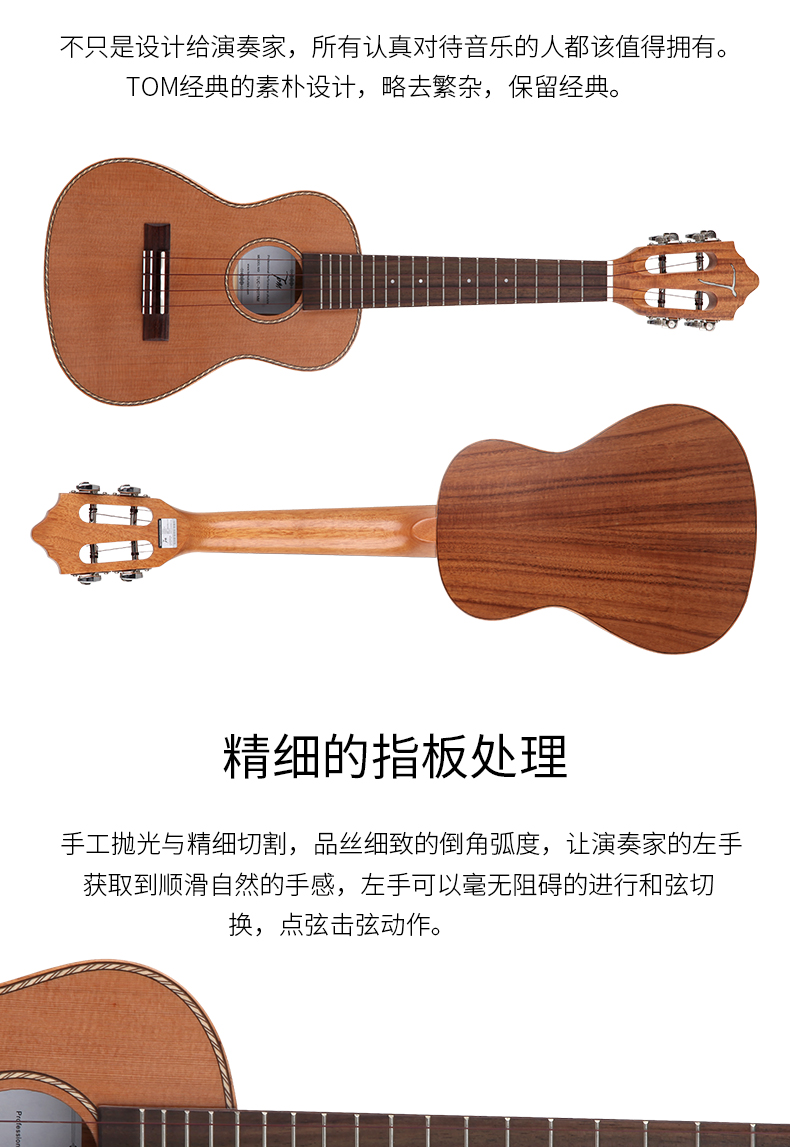 不只是设计给演奏家，所有认真对待音乐的人都该值得拥有。
TOM经典的素朴设计，略去繁杂，保留经典。
Tom
精细的指板处理
手工抛光与精细切割，品丝细致的倒角弧度，让演奏家的左手
获取到顺滑自然的手感，左手可以毫无阻碍的进行和弦切
换，点弦击弦动作。
Profession